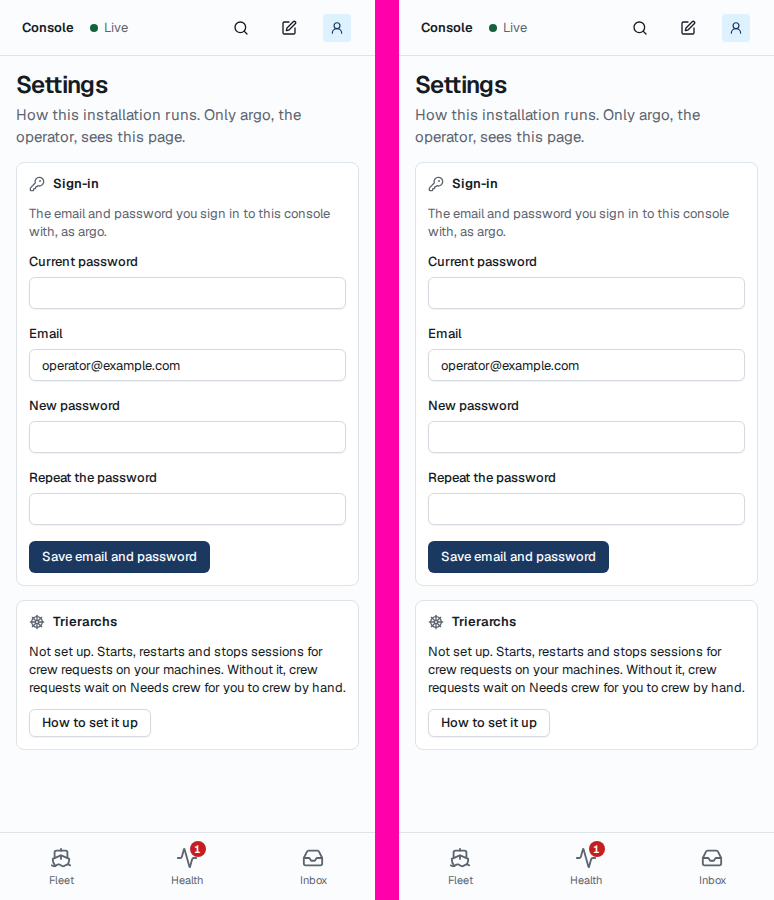 Console Live
Settings
How this installation runs. Only argo, the
operator, sees this page.
Sign-in
The email and password you sign in to this console
with, as argo.
Current password
Email
operator@example.com
New password
Repeat the password
Save email and password
Trierarchs
Not set up. Starts, restarts and stops sessions for
crew requests on your machines. Without it, crew
requests wait on Needs crew for you to crew by hand.
How to set it up
1
Fleet Health Inbox
Console Live
Settings
How this installation runs. Only argo, the
operator, sees this page.
Sign-in
The email and password you sign in to this console
with, as argo.
Current password
Email
operator@example.com
New password
Repeat the password
Save email and password
Trierarchs
Not set up. Starts, restarts and stops sessions for
crew requests on your machines. Without it, crew
requests wait on Needs crew for you to crew by hand.
How to set it up
1
Fleet Health Inbox